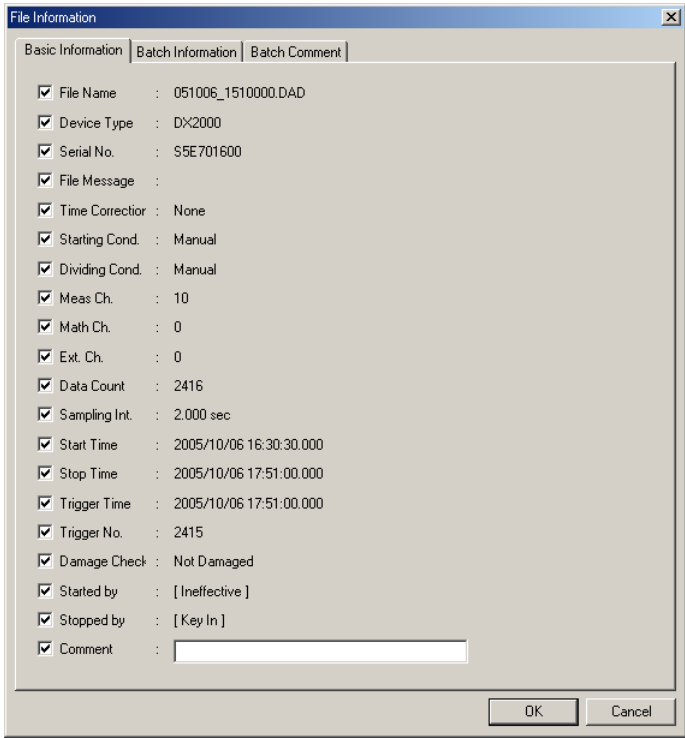 File Information
Basic Information Batch Information Batch Comment
File Name : 051006_1510000.DAD
Device Type : DX2000
Serial No. : S5E701600
File Message :
Time Correctior : None
Starting Cond. : Manual
Dividing Cond. : Manual
Meas Ch. : 10
Math Ch. : 0
Ext. Ch. : 0
Data Count : 2416
Sampling Int. : 2.000 sec
Start Time : 2005/10/06 16:30:30.000
Stop Time : 2005/10/06 17:51:00.000
Trigger Time : 2005/10/06 17:51:00.000
Trigger No. : 2415
Damage Check : Not Damaged
Started by : [ Ineffective ]
Stopped by : [ Key In ]
Comment :
OK Cancel